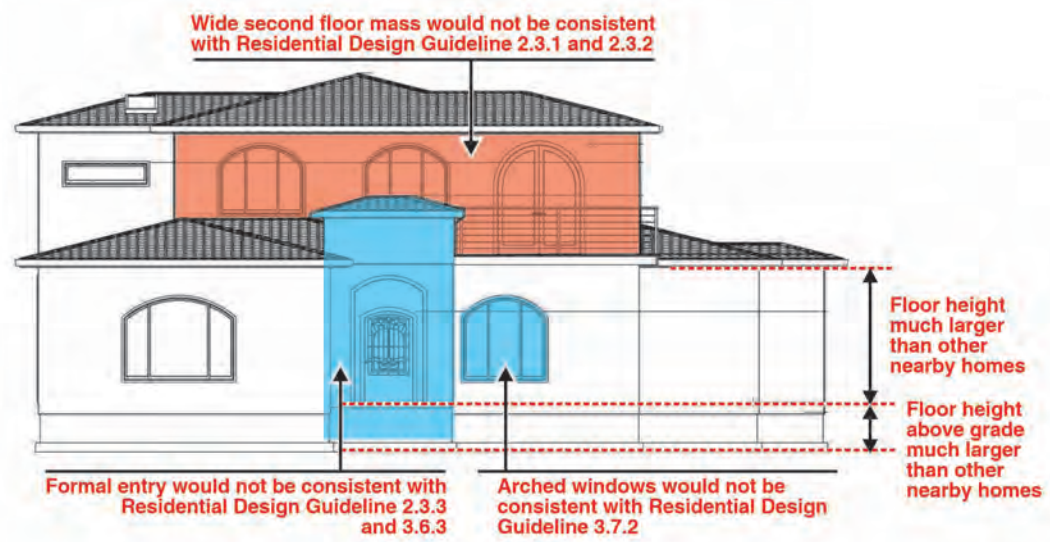 Wide second floor mass would not be consistent
with Residential Design Guideline 2.3.1 and 2.3.2
Floor height
much larger
than other
nearby homes
Floor height
above grade
much larger
than other
nearby homes
Formal entry would not be consistent with
Residential Design Guideline 2.3.3
and 3.6.3
Arched windows would not be
consistent with Residential Design
Guideline 3.7.2